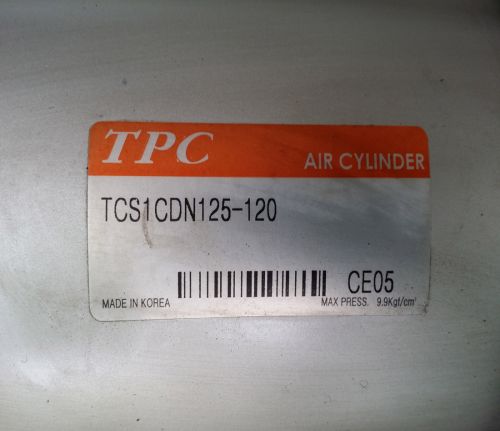 TPC AIR CYLINDER
TCS1CDN125-120
CE05
MADE IN KOREA MAX PRESS. 9.9Kgf/cm²